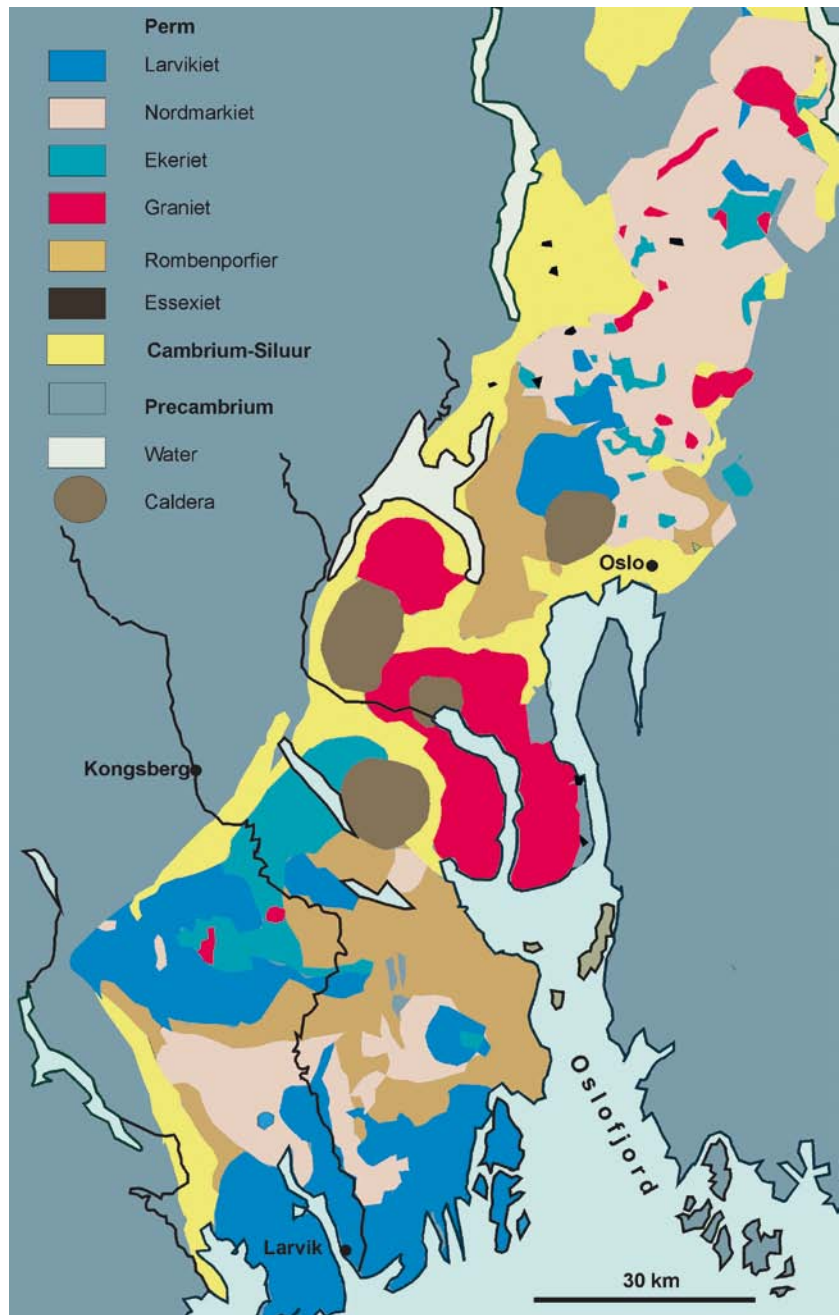 Perm
Larvikiet
Nordmarkiet
Ekeriet
Graniet
Rombenporfier
Essexiet
Cambrium-Siluur
Precambrium
Water
Caldera
Oslo
Kongsberg
Oslofjord
Larvik
30 km